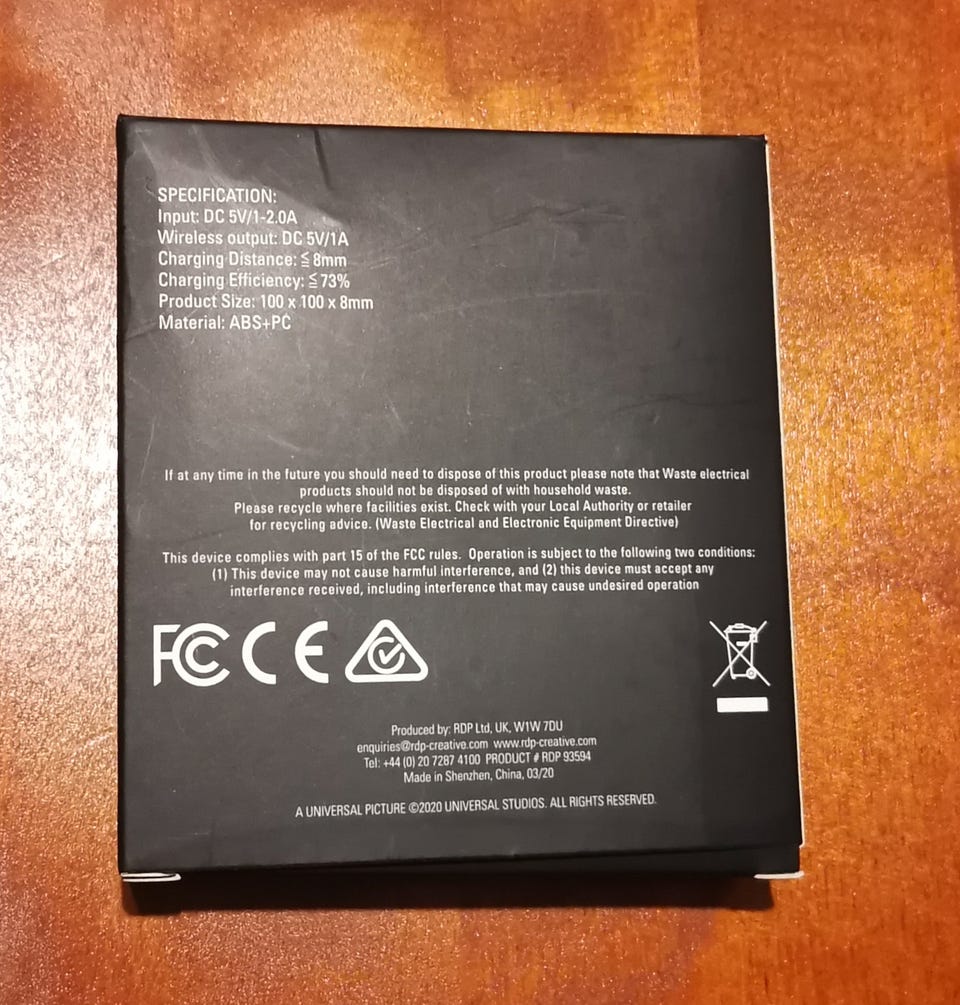 SPECIFICATION:
Input: DC 5V/1-2.0A
Wireless output: DC 5V/1A
Charging Distance: ≦8mm
Charging Efficiency: ≦73%
Product Size: 100 x 100 x 8mm
Material: ABS+PC
If at any time in the future you should need to dispose of this product please note that Waste electrical
products should not be disposed of with household waste.
Please recycle where facilities exist. Check with your Local Authority or retailer
for recycling advice. (Waste Electrical and Electronic Equipment Directive)
This device complies with part 15 of the FCC rules. Operation is subject to the following two conditions:
(1) This device may not cause harmful interference, and (2) this device must accept any
interference received, including interference that may cause undesired operation
FC CE
Produced by: RDP Ltd, UK, W1W 7DU
enquiries@rdp-creative.com www.rdp-creative.com
Tel: +44 (0) 20 7287 4100 PRODUCT # RDP 93594
Made in Shenzhen, China, 03/20
A UNIVERSAL PICTURE ©2020 UNIVERSAL STUDIOS. ALL RIGHTS RESERVED.